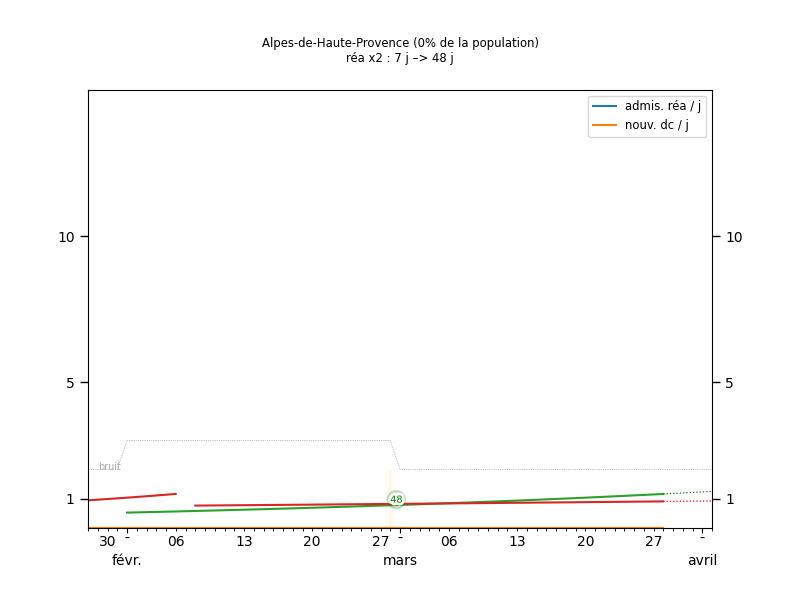 Alpes-de-Haute-Provence (0% de la population)
réa x2 : 7 j –> 48 j
admis. réa / j
nouv. dc / j
10
10
5
5
bruit
1
48
1
30 - 06 13 20 27 - 06 13 20 27 -
févr. mars avril